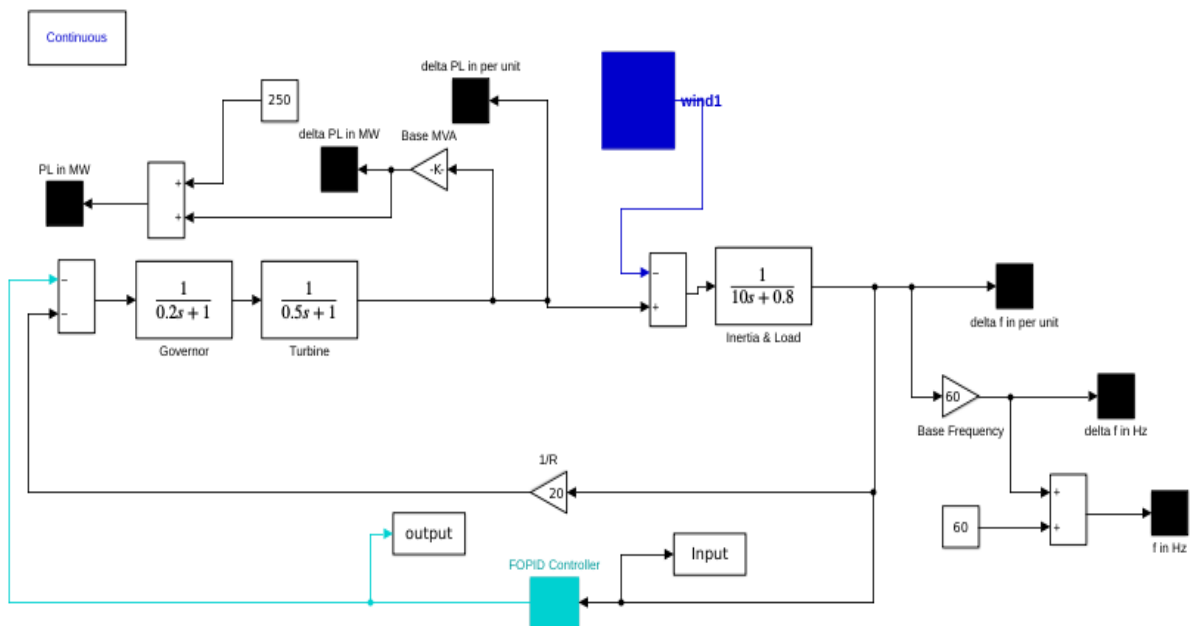 Continuous
delta PL in per unit
wind1
250
delta PL in MW
Base MVA
-K-
PL in MW
+
+
−
−
1
0.2s + 1
Governor
1
0.5s + 1
Turbine
−
+
1
10s + 0.8
Inertia & Load
delta f in per unit
60
Base Frequency
delta f in Hz
1/R
20
+
+
60
f in Hz
output
Input
FOPID Controller